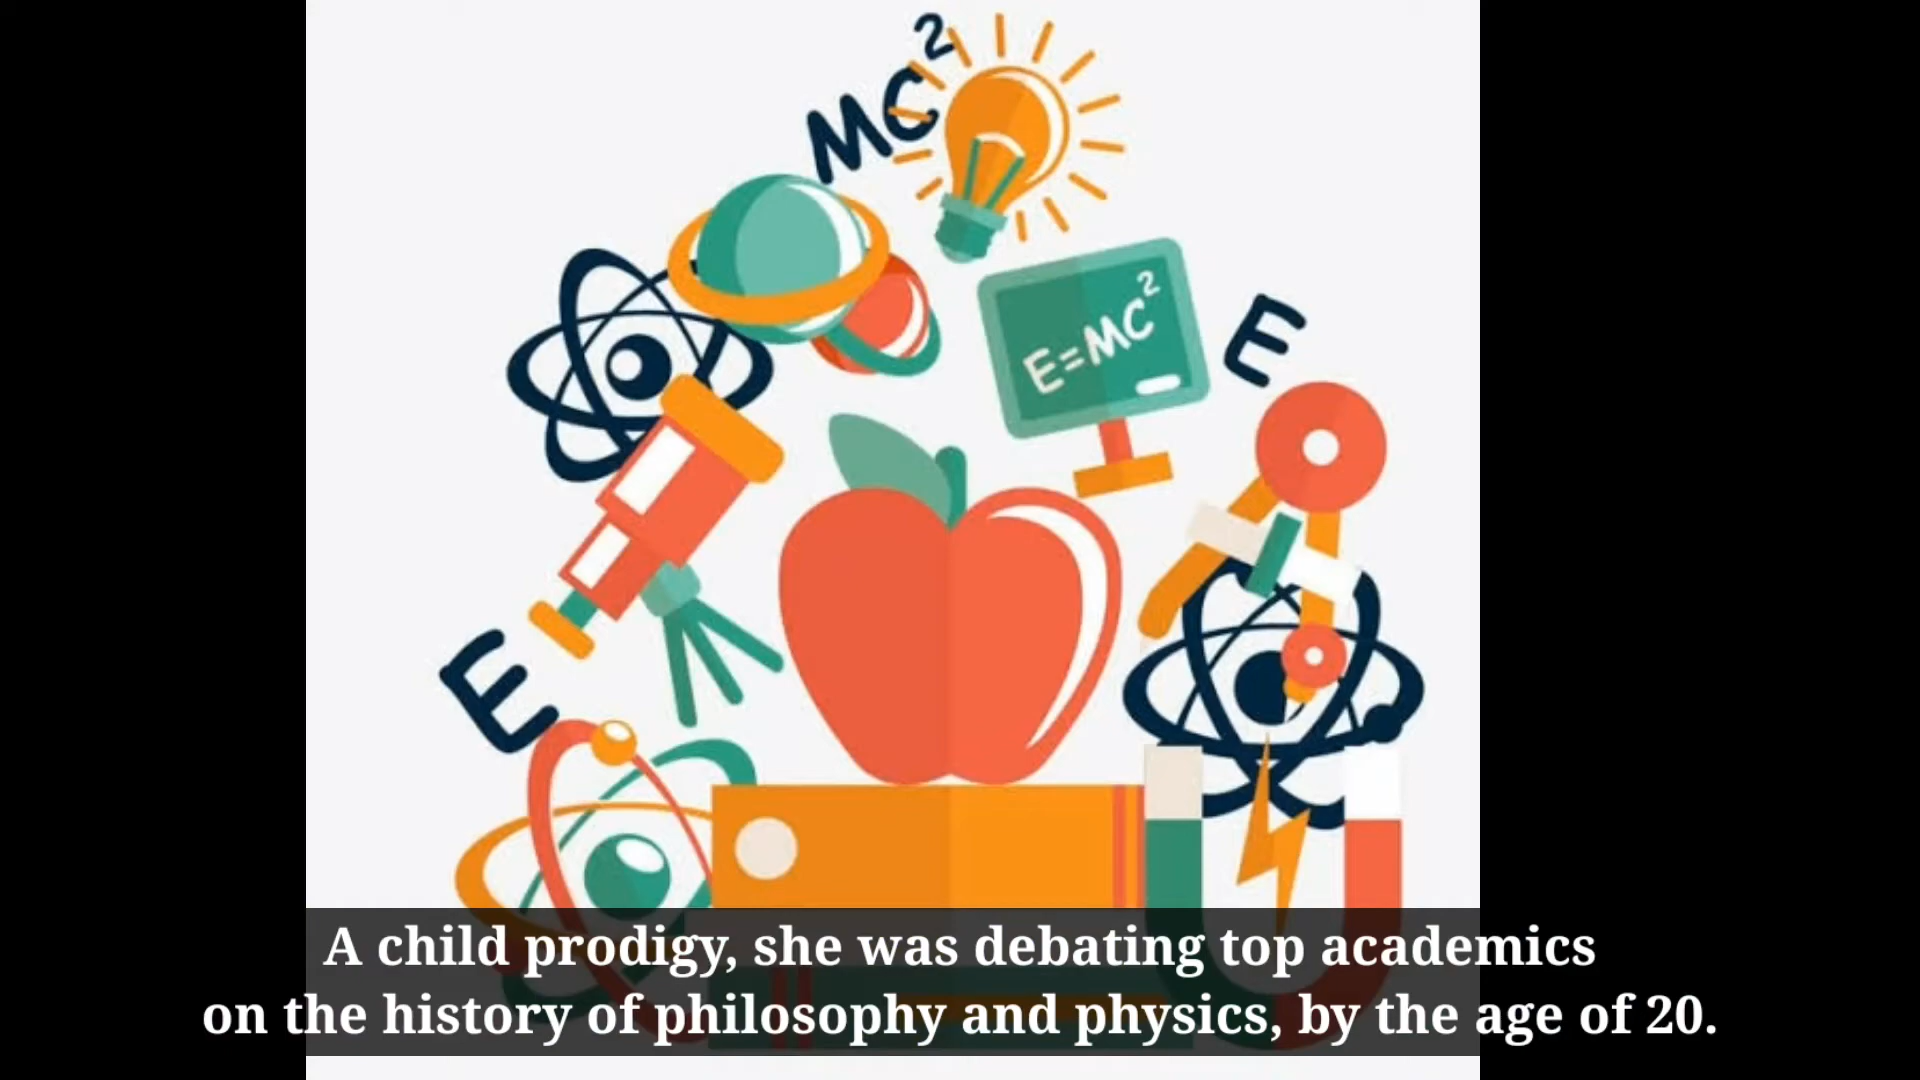 MC²
E=MC²
E
E
A child prodigy, she was debating top academics
on the history of philosophy and physics, by the age of 20.